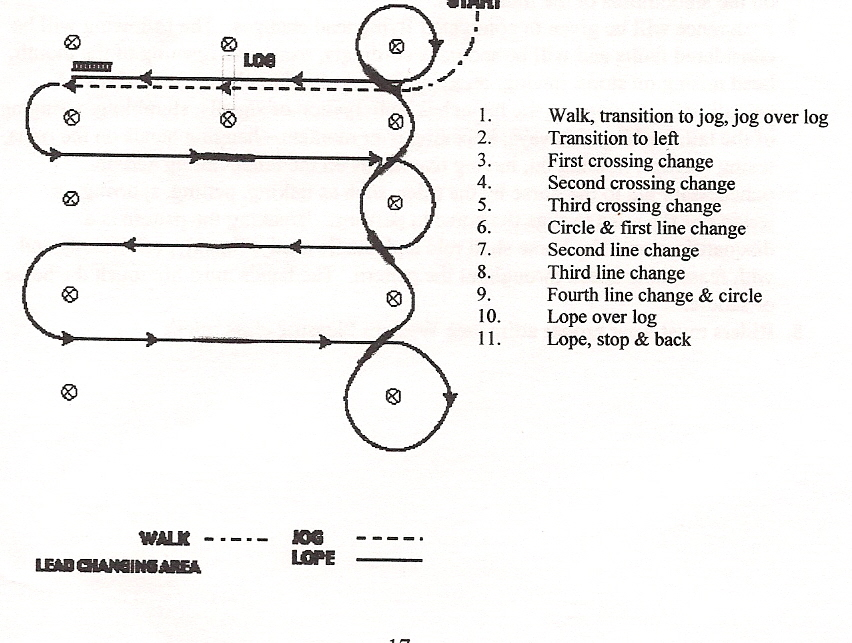 START
LOG
1. Walk, transition to jog, jog over log
2. Transition to left
3. First crossing change
4. Second crossing change
5. Third crossing change
6. Circle & first line change
7. Second line change
8. Third line change
9. Fourth line change & circle
10. Lope over log
11. Lope, stop & back
WALK JOG
LEAD CHANGING AREA LOPE
17